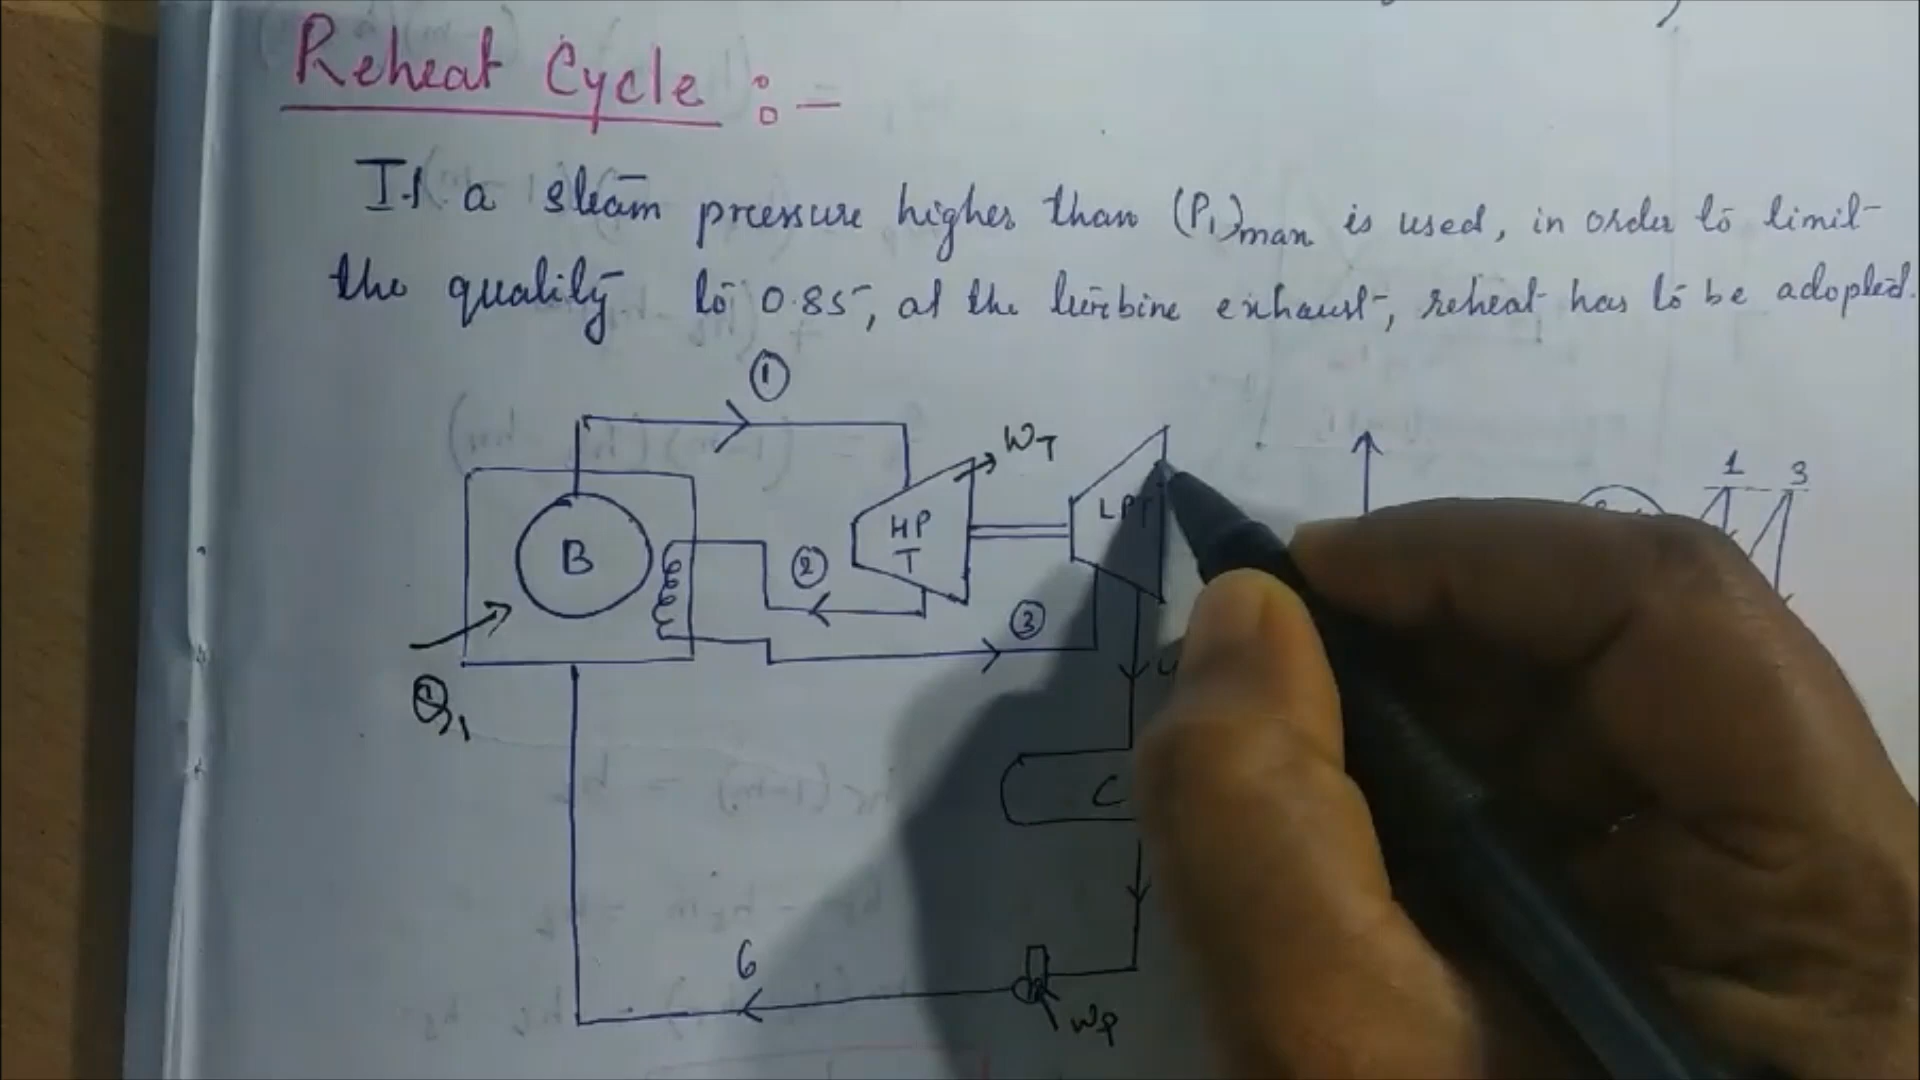 Reheat Cycle :-
If a steam pressure higher than (P₁)max is used, in order to limit
the quality to 0.85, at the turbine exhaust, reheat has to be adopted.
1
WT
1 3
B
HP
T
LPT
2
3
Q₁
4
C
6
WP